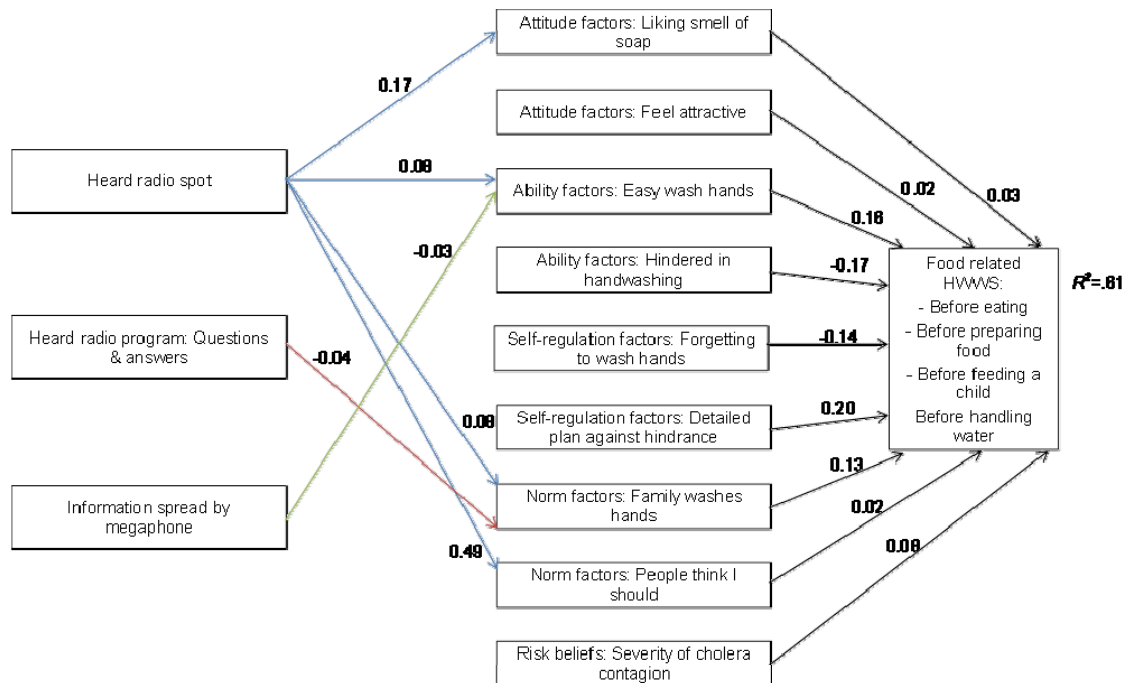 Attitude factors: Liking smell of
soap
0.17
Attitude factors: Feel attractive
Heard radio spot
0.08
Ability factors: Easy wash hands
0.02
0.03
0.16
-0.03
Ability factors: Hindered in
handwashing
-0.17
Food related
HWWS:
- Before eating
- Before preparing
food
- Before feeding a
child
Before handling
water
R²=.61
Heard radio program: Questions
& answers
-0.04
Self-regulation factors: Forgetting
to wash hands
-0.14
Self-regulation factors: Detailed
plan against hindrance
0.20
0.08
0.13
Information spread by
megaphone
Norm factors: Family washes
hands
0.02
0.49
0.08
Norm factors: People think I
should
Risk beliefs: Severity of cholera
contagion